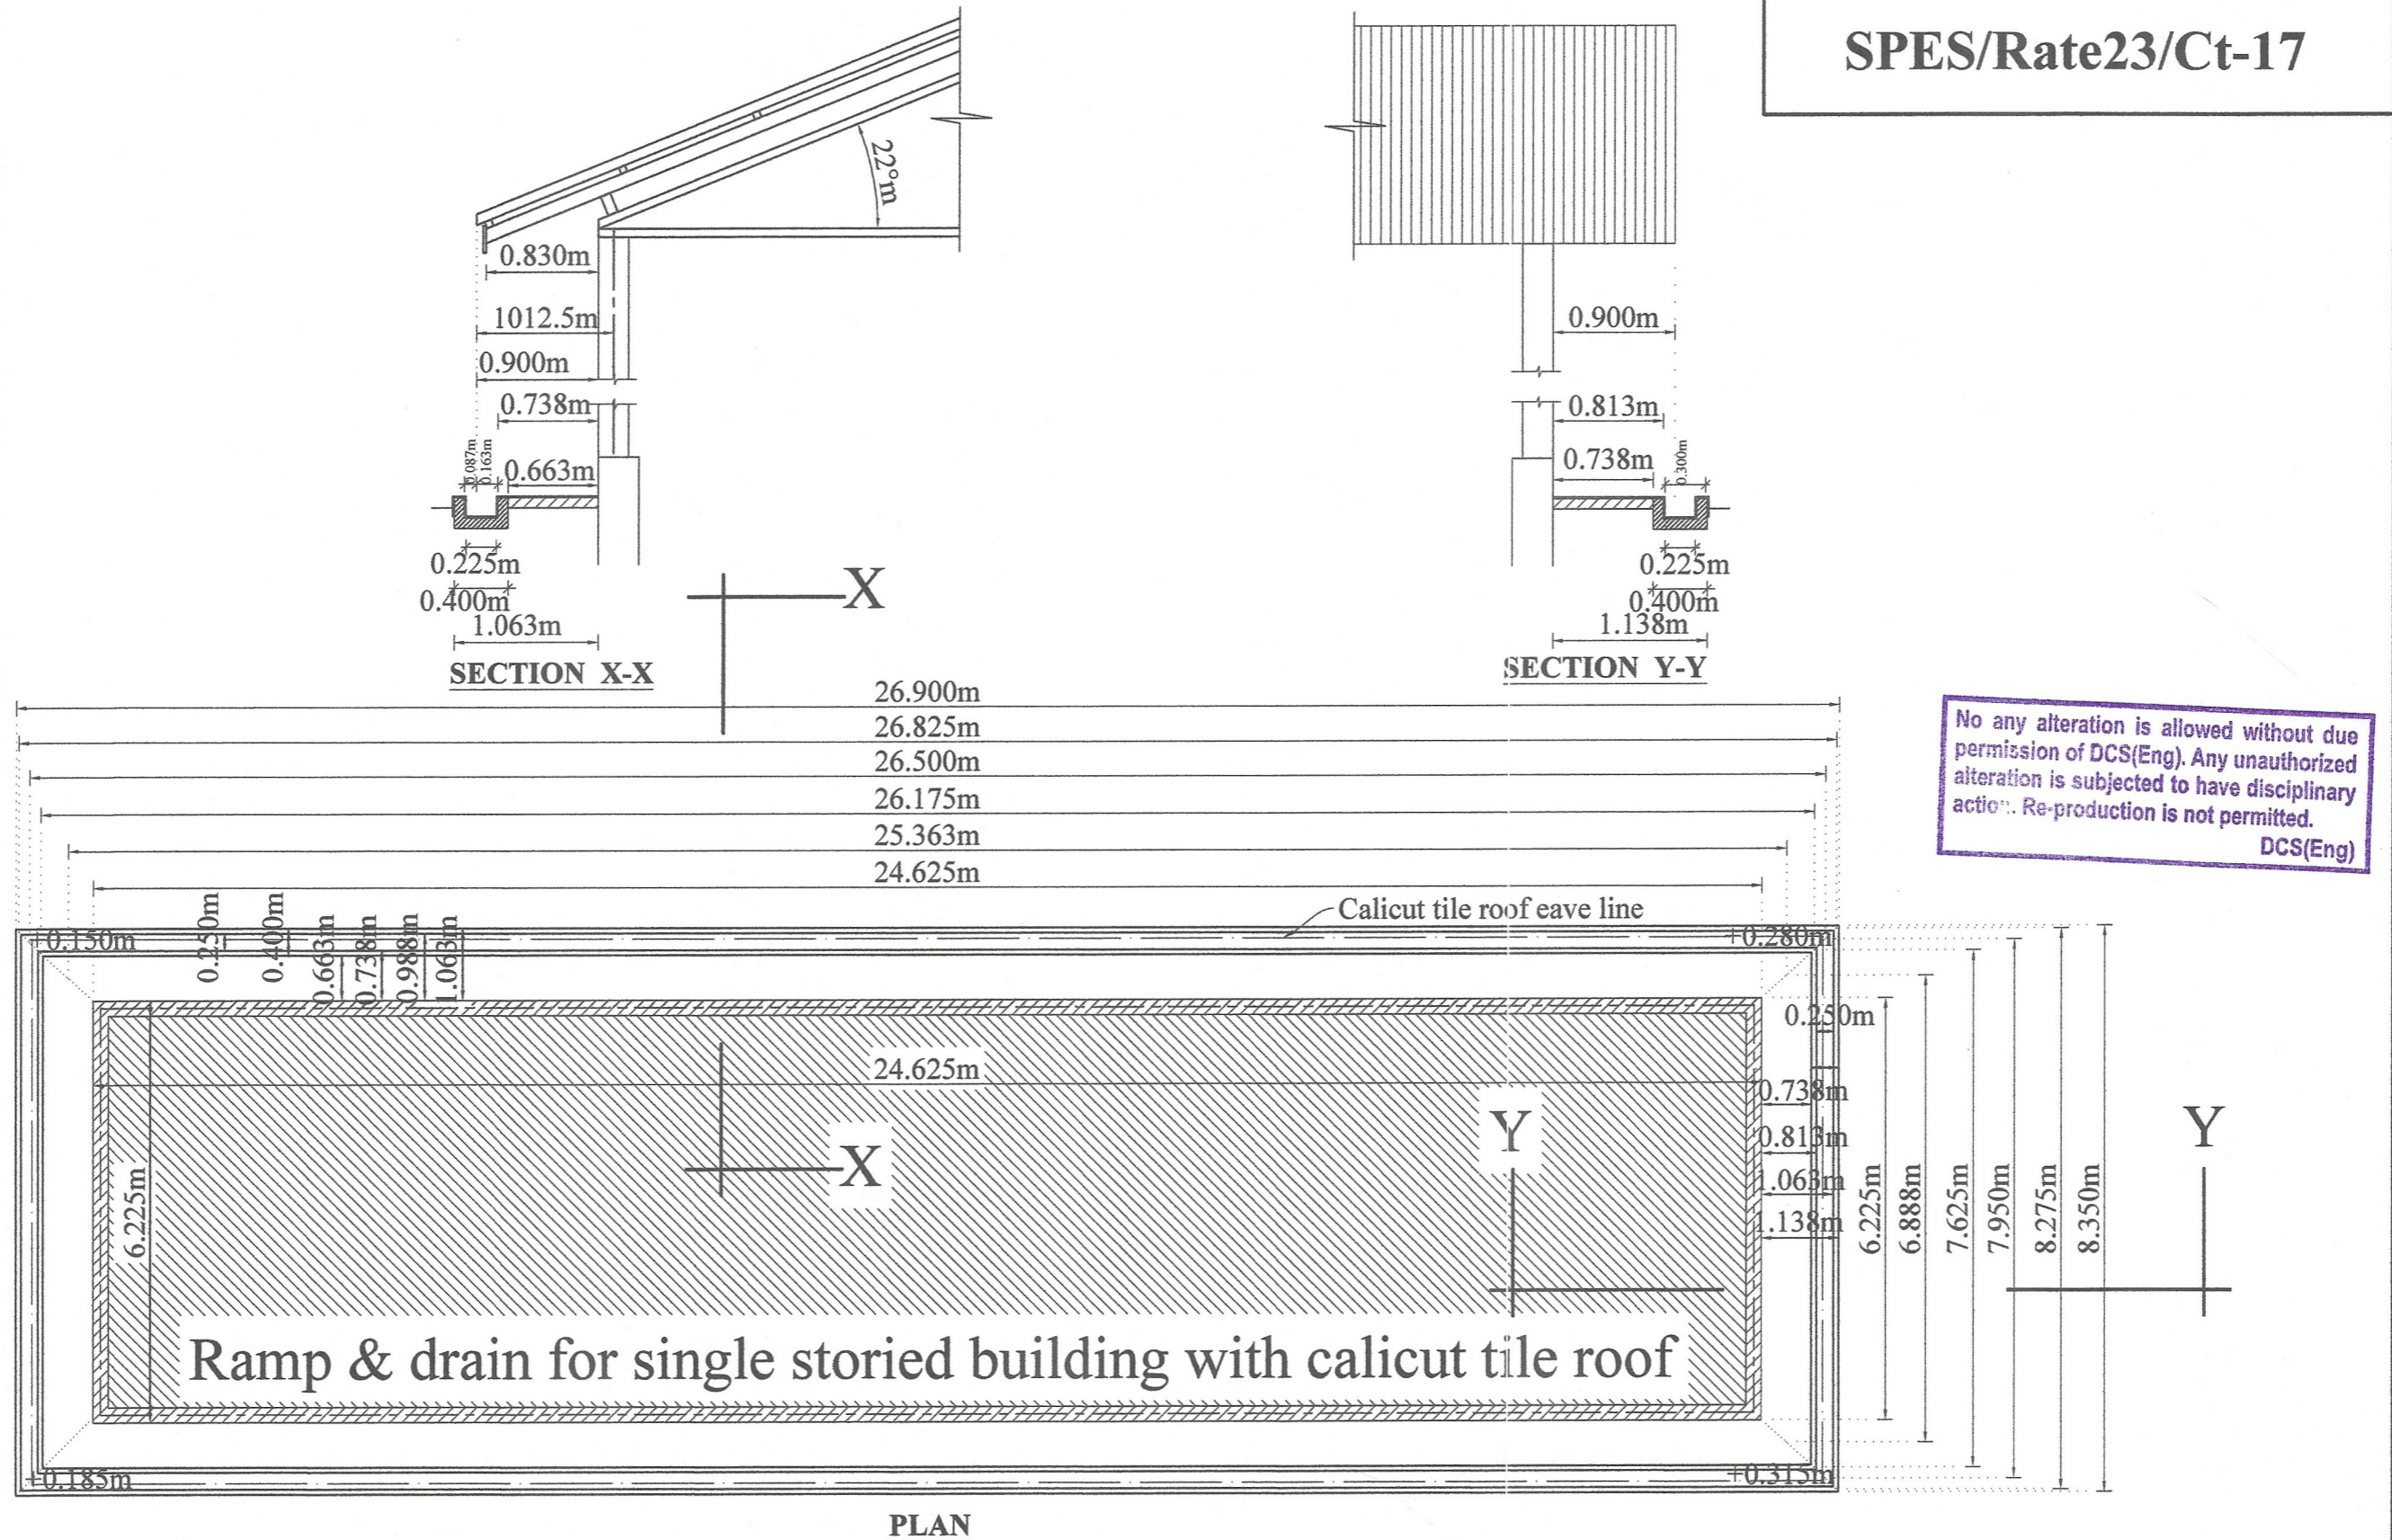 SPES/Rate23/Ct-17
22°m
0.830m
1012.5m
0.900m
0.738m
0.087m
0.163m
0.663m
0.225m
0.400m
1.063m
SECTION X-X
X
0.900m
0.813m
0.738m
0.300m
0.225m
0.400m
1.138m
SECTION Y-Y
26.900m
26.825m
26.500m
26.175m
25.363m
24.625m
No any alteration is allowed without due
permission of DCS(Eng). Any unauthorized
alteration is subjected to have disciplinary
action. Re-production is not permitted.
DCS(Eng)
Calicut tile roof eave line
+0.150m
0.250m
0.400m
0.663m
0.738m
0.988m
1.063m
+0.280m
0.250m
24.625m
0.738m
0.813m
1.063m
1.138m
6.225m
X
Y
6.225m
6.888m
7.625m
7.950m
8.275m
8.350m
Y
Ramp & drain for single storied building with calicut tile roof
+0.185m
+0.315m
PLAN